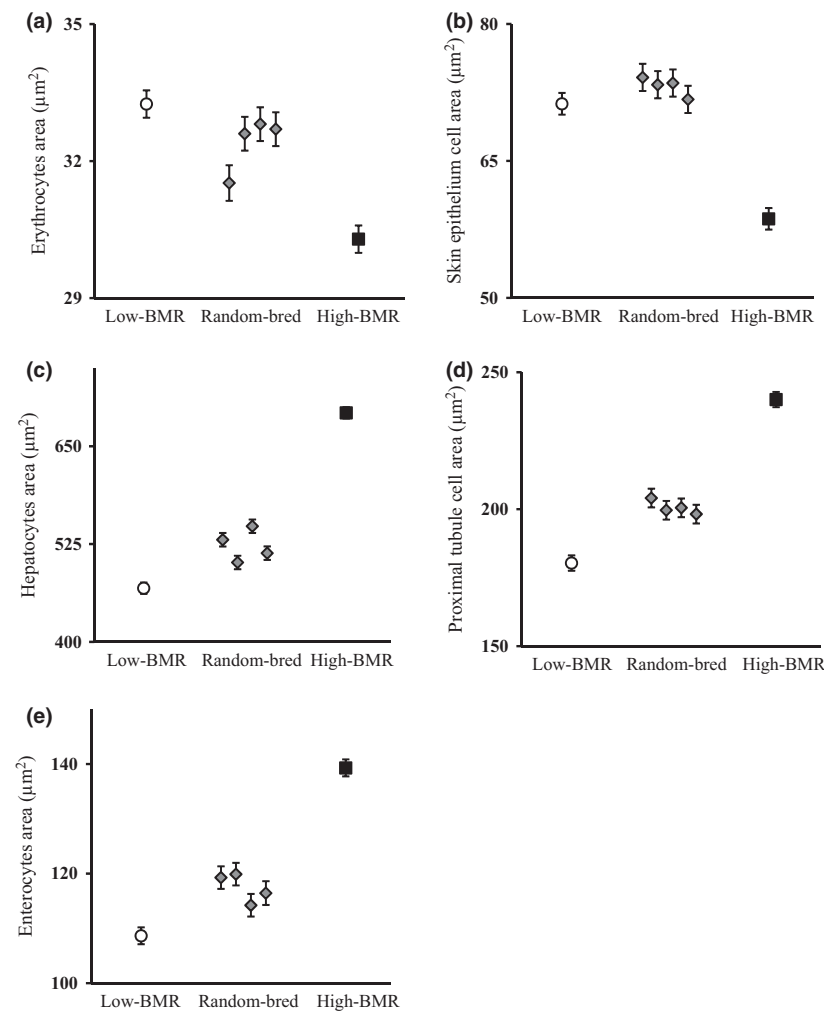 (a)
35
32
29
Erythrocytes area (µm²)
Low-BMR Random-bred High-BMR
(b)
80
65
50
Skin epithelium cell area (µm²)
Low-BMR Random-bred High-BMR
(c)
650
525
400
Hepatocytes area (µm²)
Low-BMR Random-bred High-BMR
(d)
250
200
150
Proximal tubule cell area (µm²)
Low-BMR Random-bred High-BMR
(e)
140
120
100
Enterocytes area (µm²)
Low-BMR Random-bred High-BMR